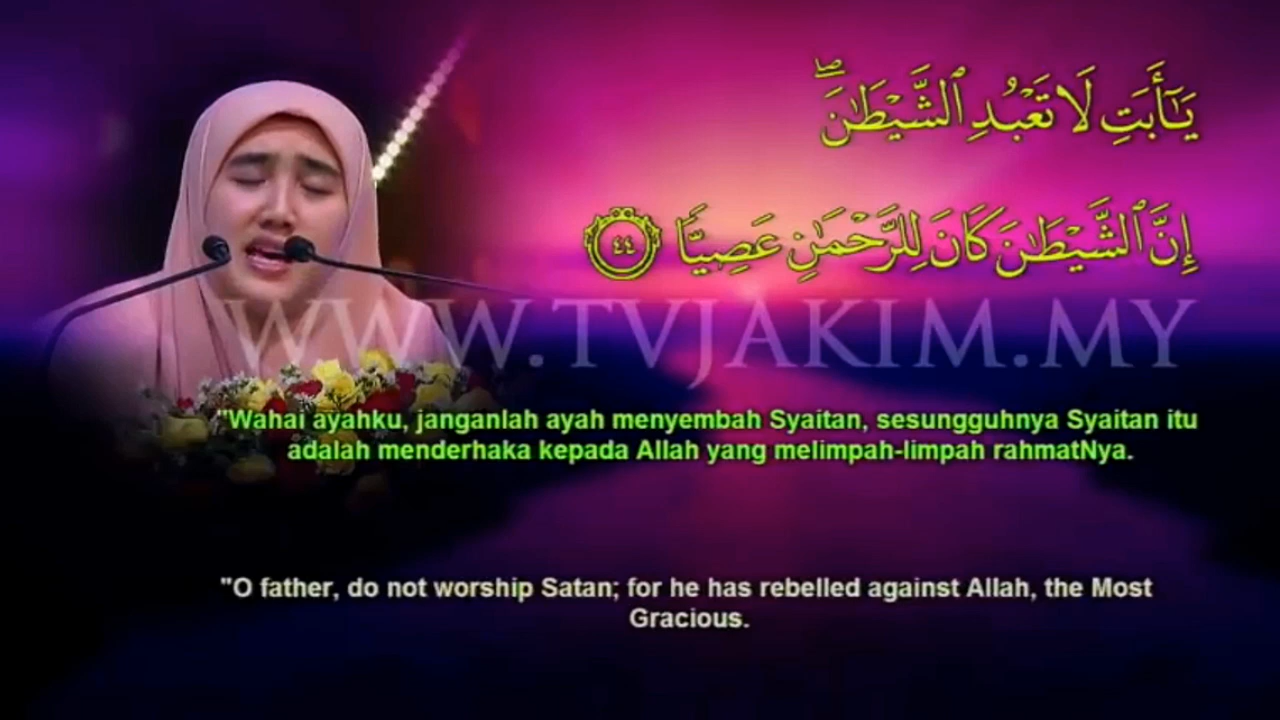 يَـٰٓأَبَتِ لَا تَعْبُدِ ٱلشَّيْطَـٰنَ ۖ
إِنَّ ٱلشَّيْطَـٰنَ كَانَ لِلرَّحْمَـٰنِ عَصِيًّا ٤٤
WWW.TVJAKIM.MY
"Wahai ayahku, janganlah ayah menyembah Syaitan, sesungguhnya Syaitan itu
adalah menderhaka kepada Allah yang melimpah-limpah rahmatNya.
"O father, do not worship Satan; for he has rebelled against Allah, the Most
Gracious.